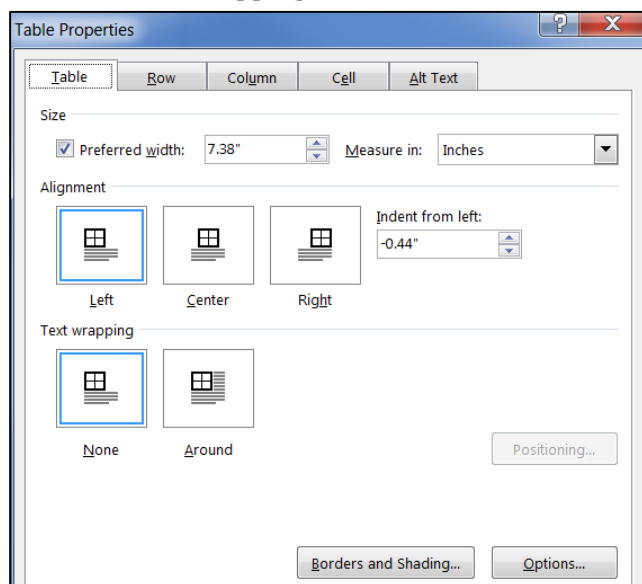 Table Properties
? X
Table Row Column Cell Alt Text
Size
Preferred width: 7.38" Measure in: Inches
Alignment
Indent from left:
-0.44"
Left Center Right
Text wrapping
None Around
Positioning...
Borders and Shading... Options...